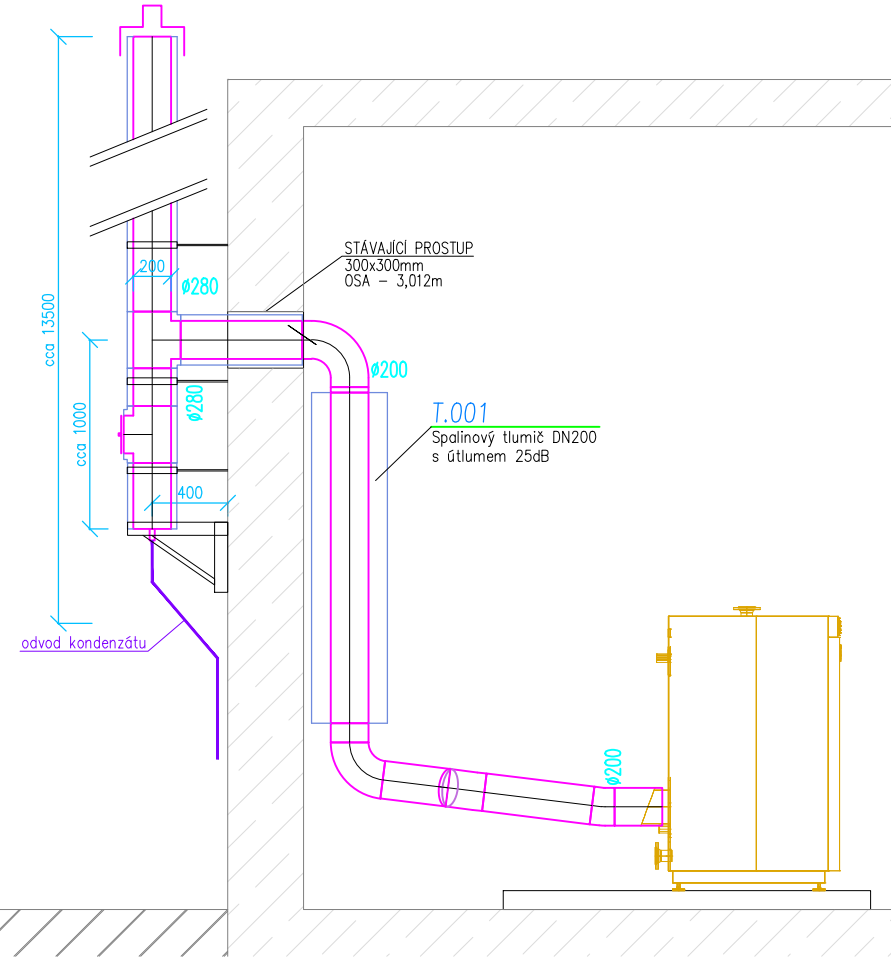 STÁVAJÍCÍ PROSTUP
300x300mm
OSA – 3,012m
200
ø280
cca 13500
ø200
ø280
cca 1000
T.001
Spalinový tlumič DN200
s útlumem 25dB
400
odvod kondenzátu
ø200